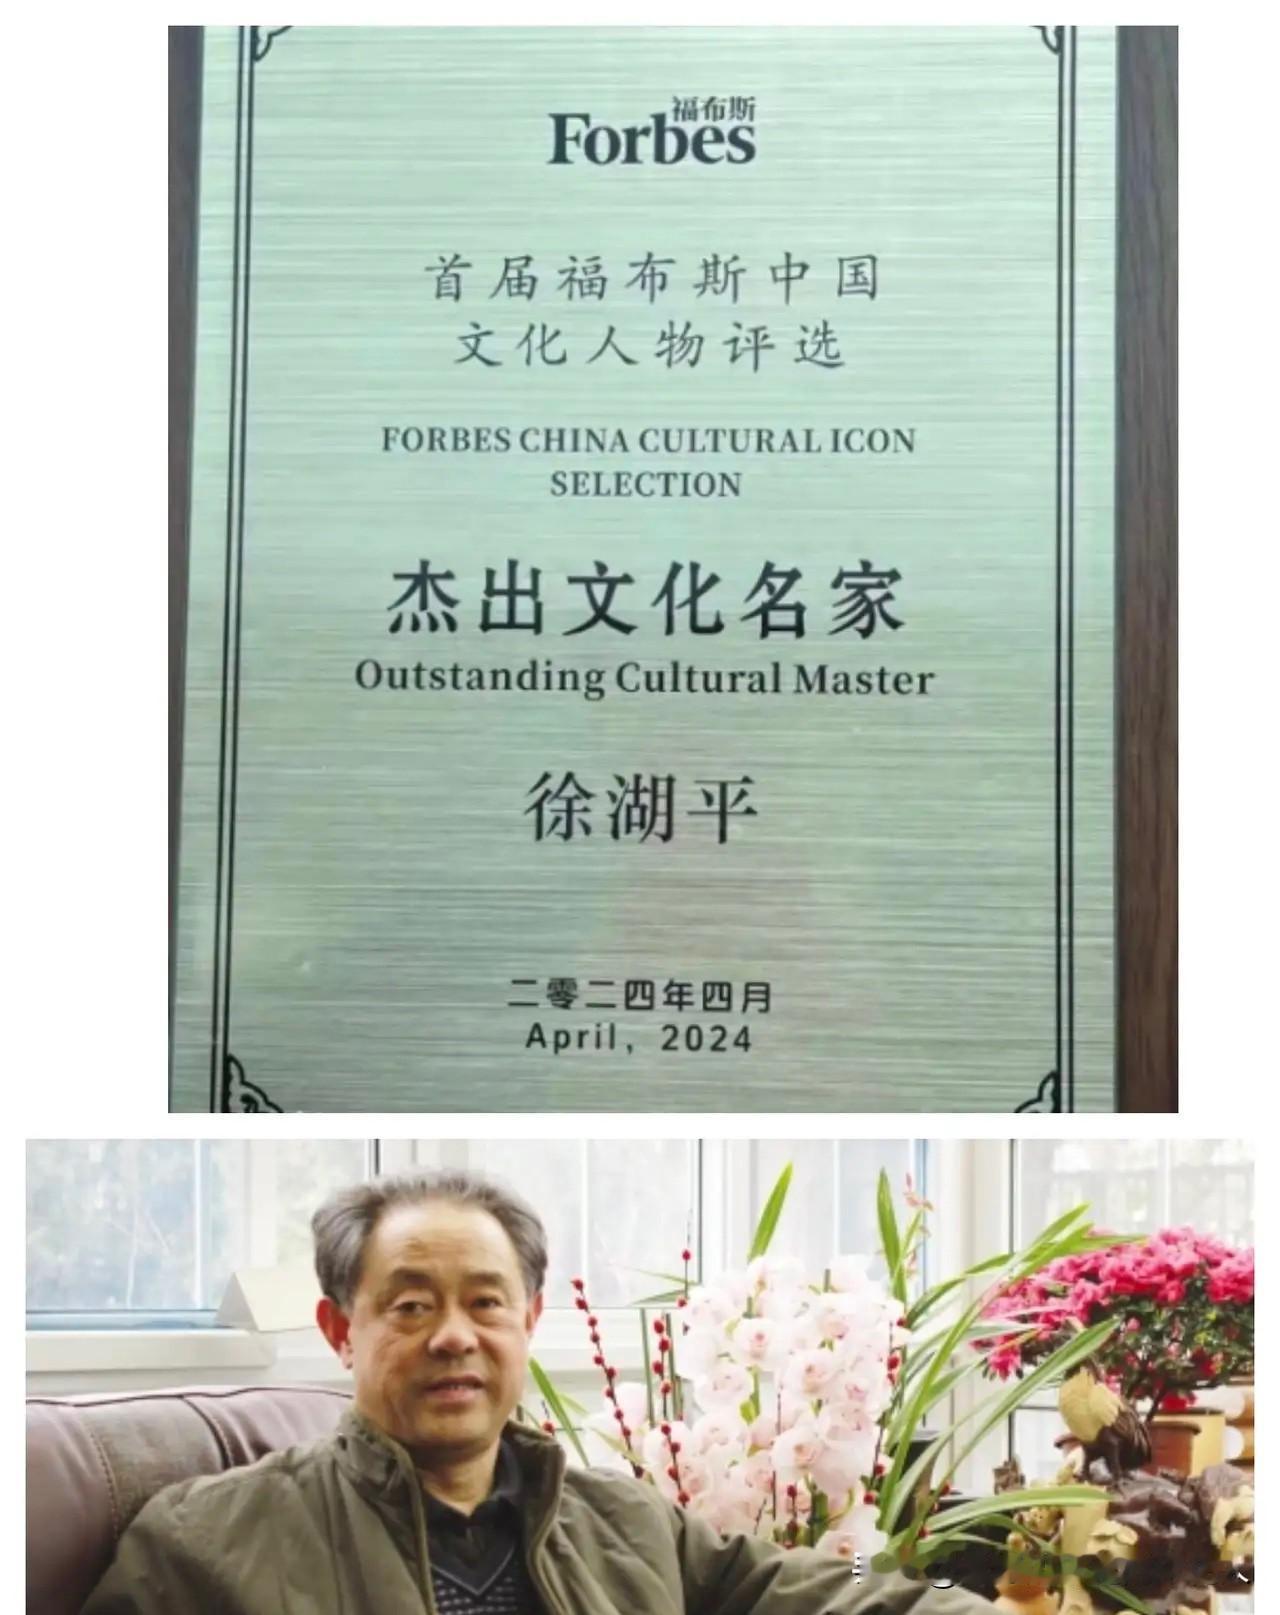 福布斯
Forbes
首届福布斯中国
文化人物评选
FORBES CHINA CULTURAL ICON
SELECTION
杰出文化名家
Outstanding Cultural Master
徐湖平
二零二四年四月
April, 2024